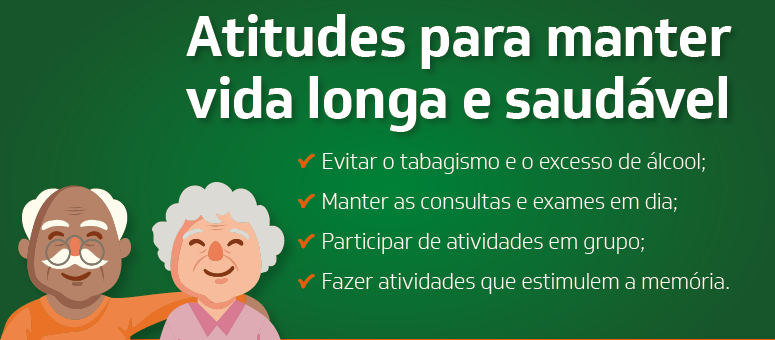 Atitudes para manter
vida longa e saudável
✔ Evitar o tabagismo e o excesso de álcool;
✔ Manter as consultas e exames em dia;
✔ Participar de atividades em grupo;
✔ Fazer atividades que estimulem a memória.